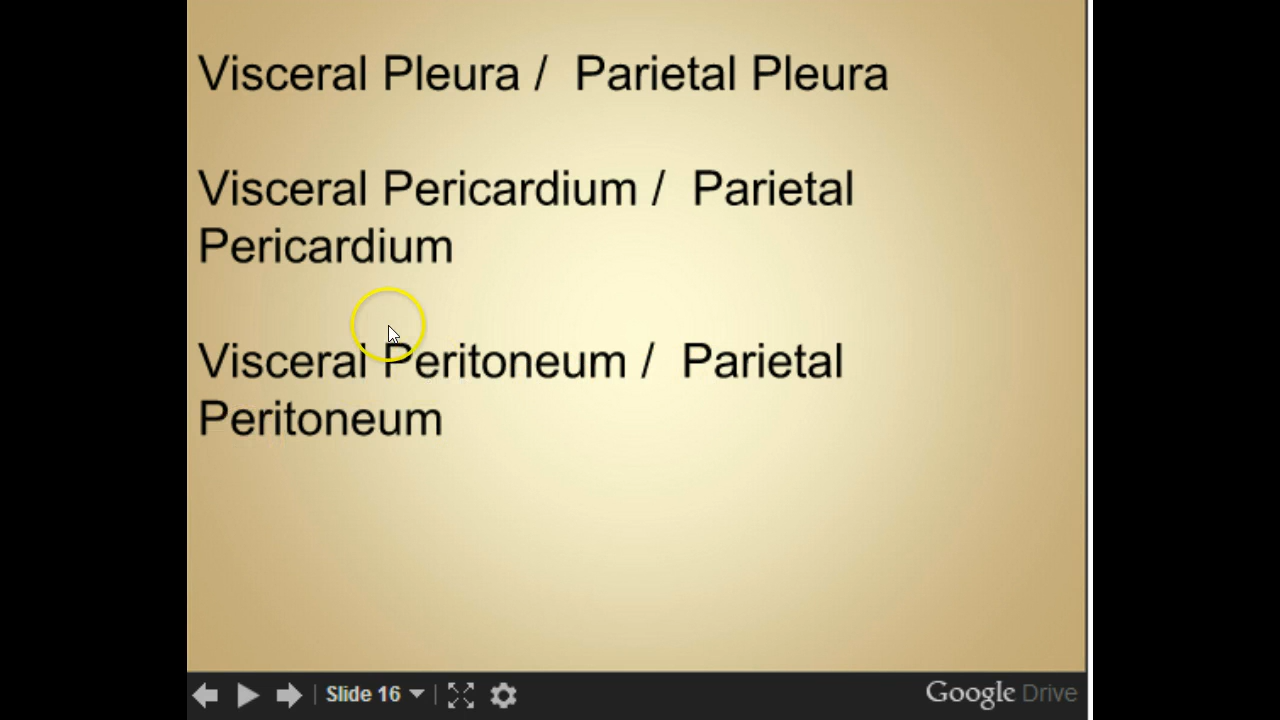 Visceral Pleura /  Parietal Pleura
Visceral Pericardium /  Parietal
Pericardium
Visceral Peritoneum /  Parietal
Peritoneum
Slide 16
Google Drive